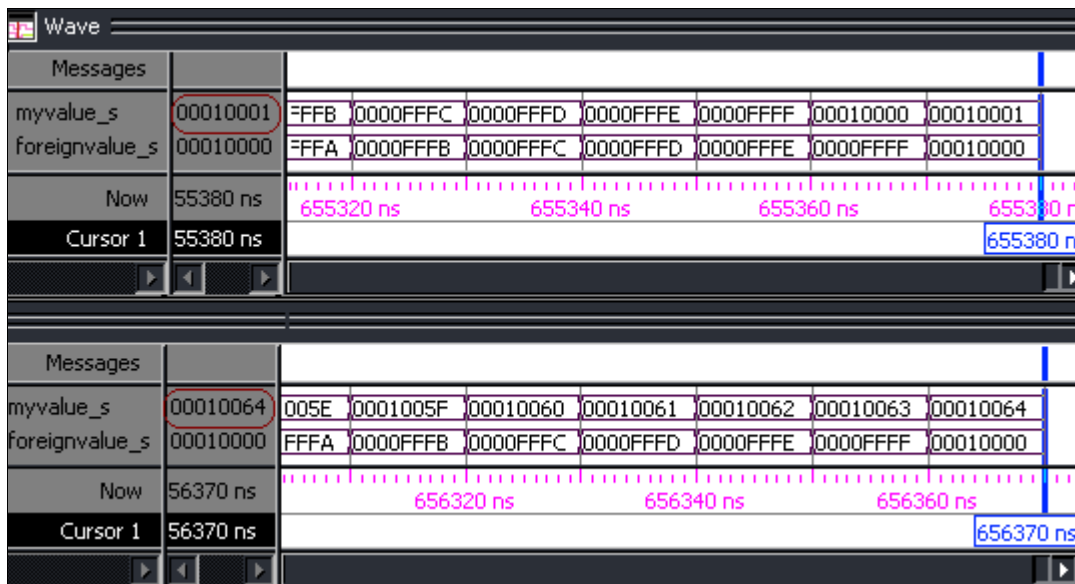 Wave
Messages
myvalue_s 00010001 FFFB 0000FFFC 0000FFFD 0000FFFE 0000FFFF 00010000 00010001
foreignvalue_s 00010000 FFFA 0000FFFB 0000FFFC 0000FFFD 0000FFFE 0000FFFF 00010000
Now 55380 ns 655320 ns 655340 ns 655360 ns 655380 n
Cursor 1 55380 ns 655380 n
Messages
myvalue_s 00010064 005E 0001005F 00010060 00010061 00010062 00010063 00010064
foreignvalue_s 00010000 FFFA 0000FFFB 0000FFFC 0000FFFD 0000FFFE 0000FFFF 00010000
Now 56370 ns 656320 ns 656340 ns 656360 ns
Cursor 1 56370 ns 656370 ns